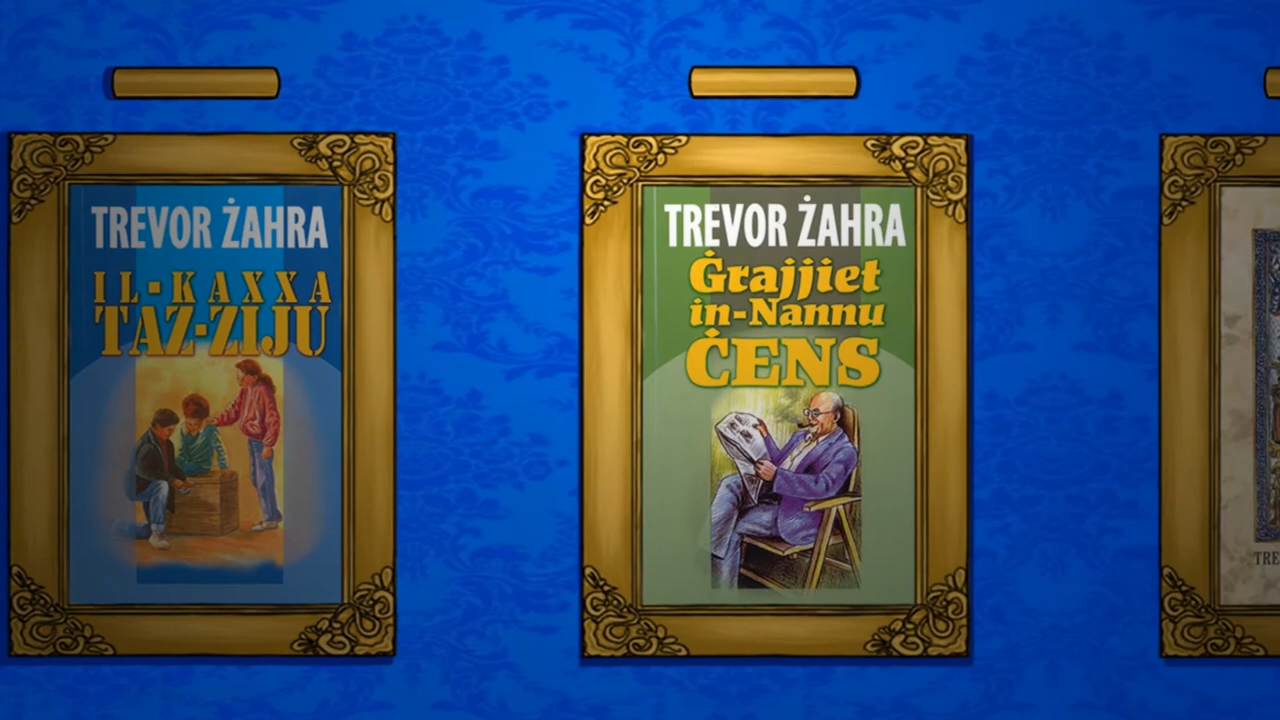 TREVOR ŻAHRA
IL-KAXXA
TAZ-ZIJU
TREVOR ŻAHRA
Ġrajjiet
in-Nannu
ĊENS